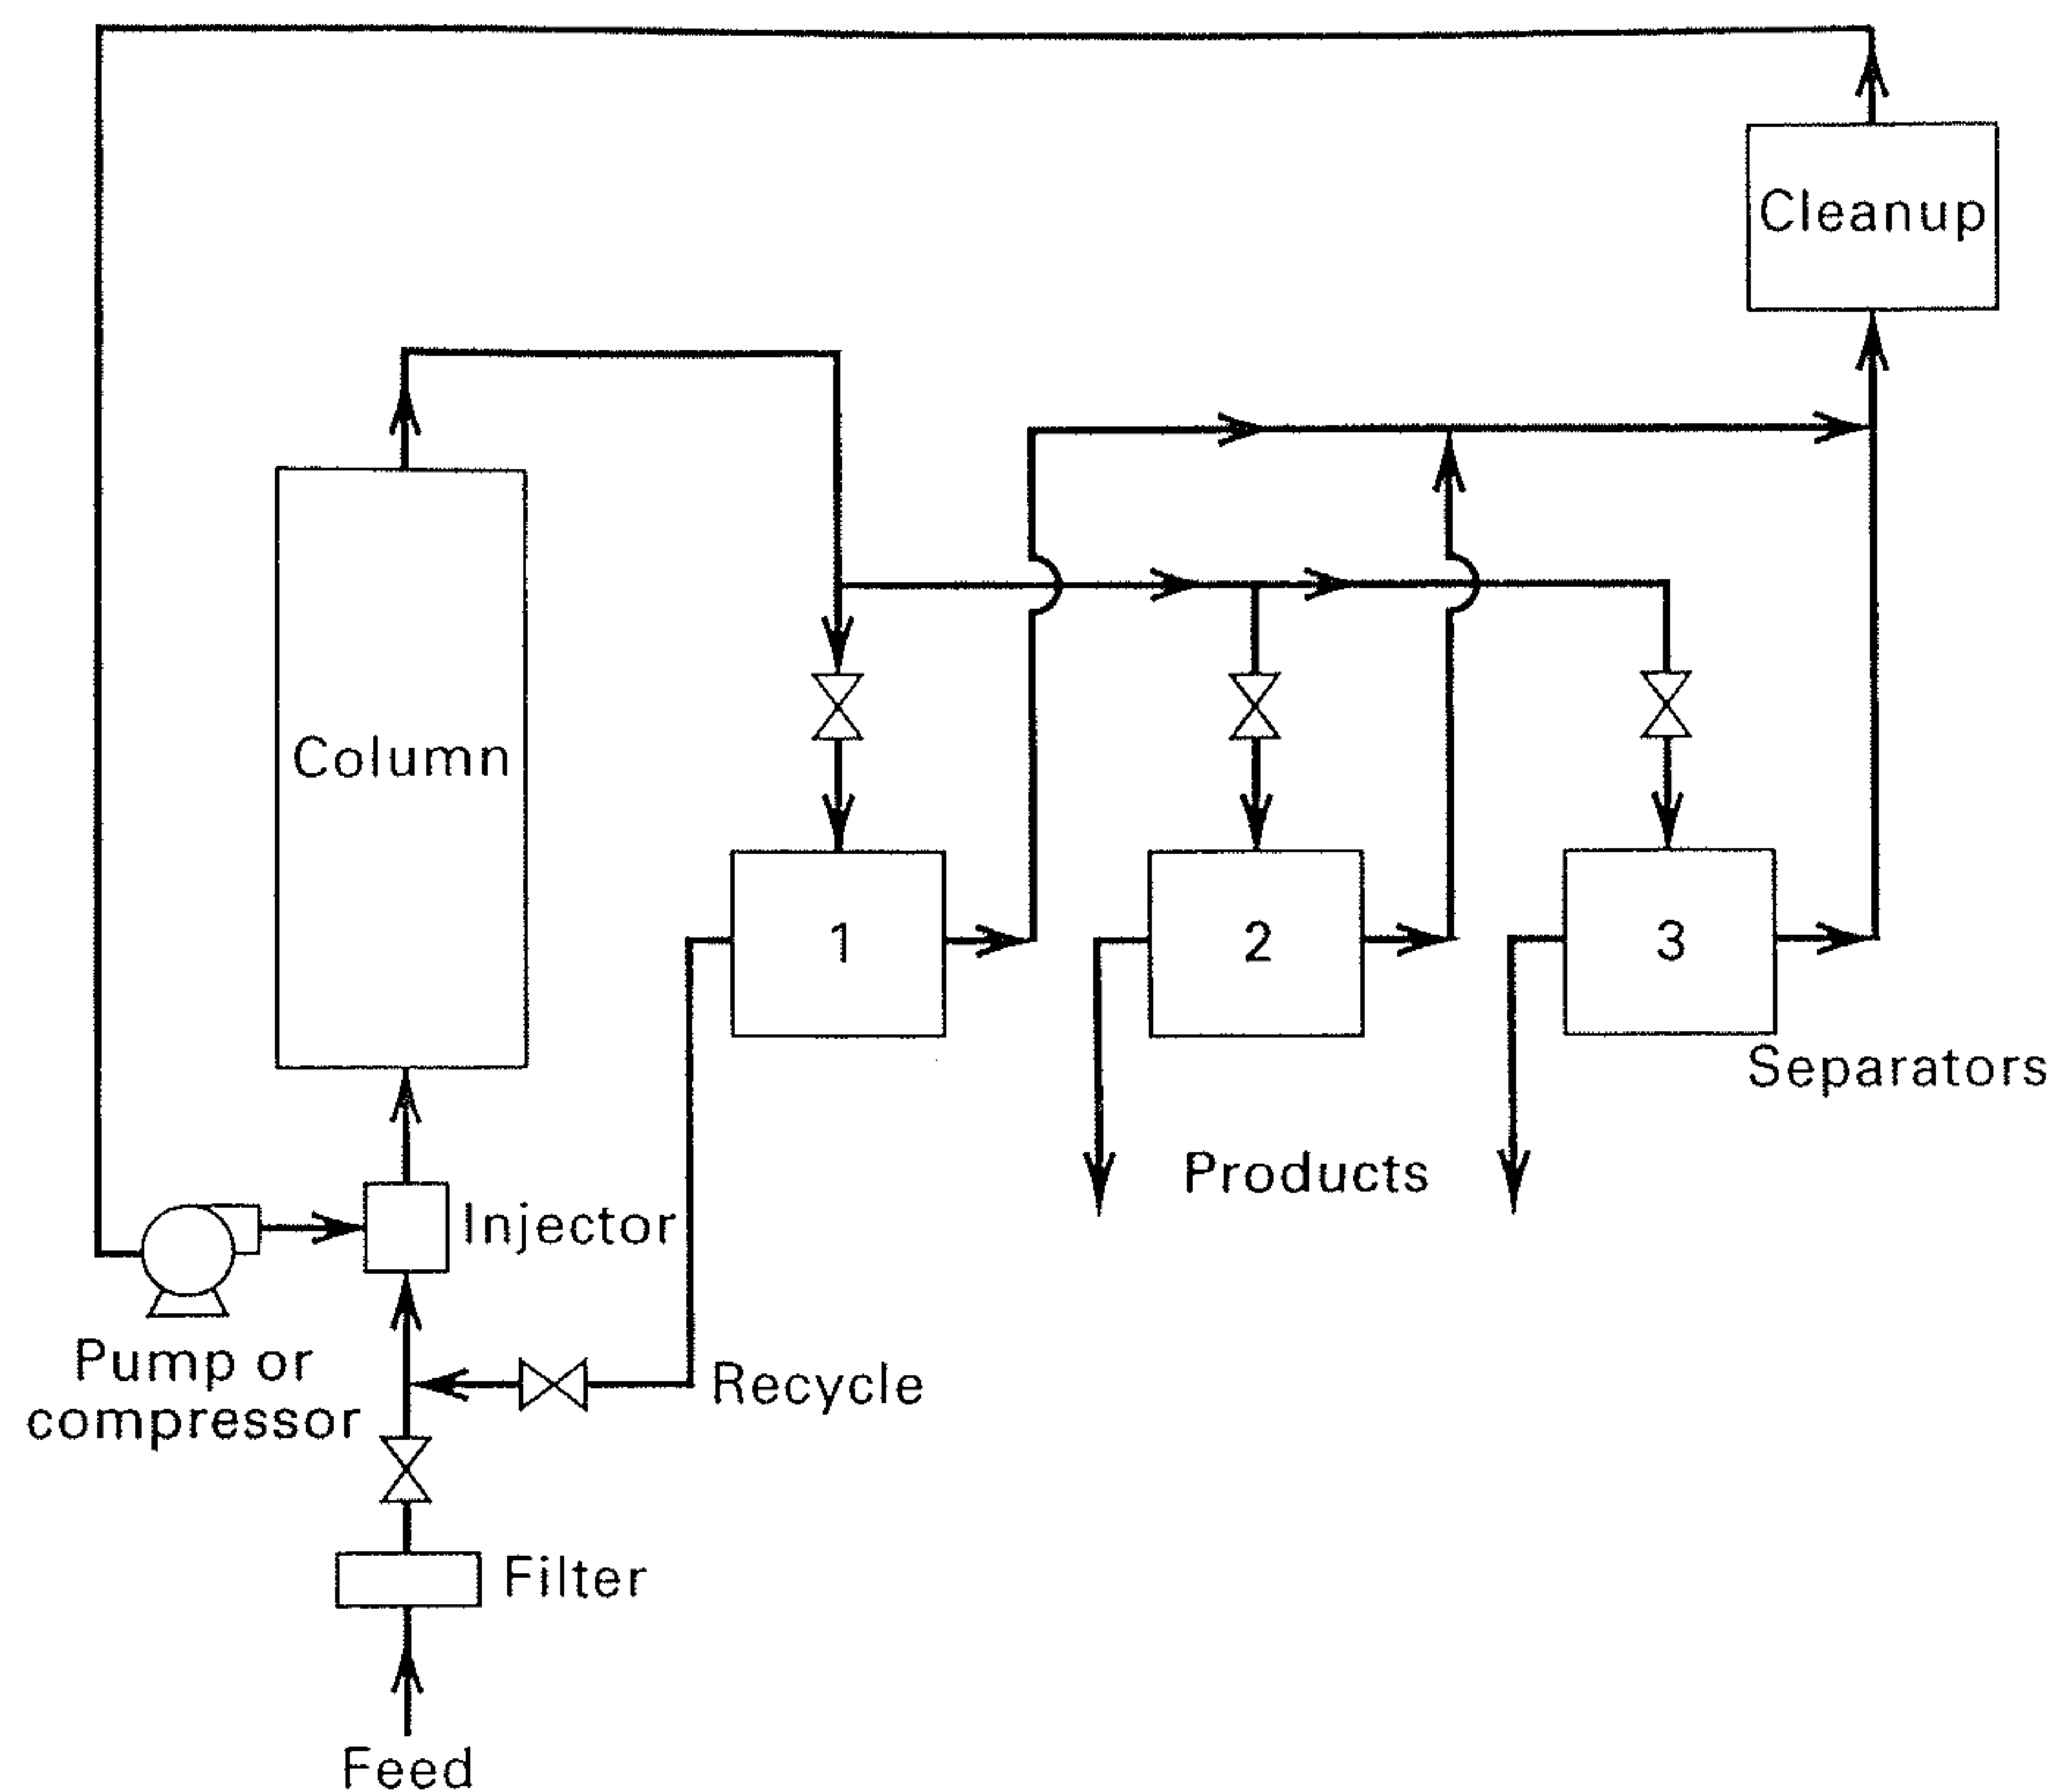 Cleanup
Column
1
2
3
Separators
Products
Injector
Pump or
compressor
Recycle
Filter
Feed